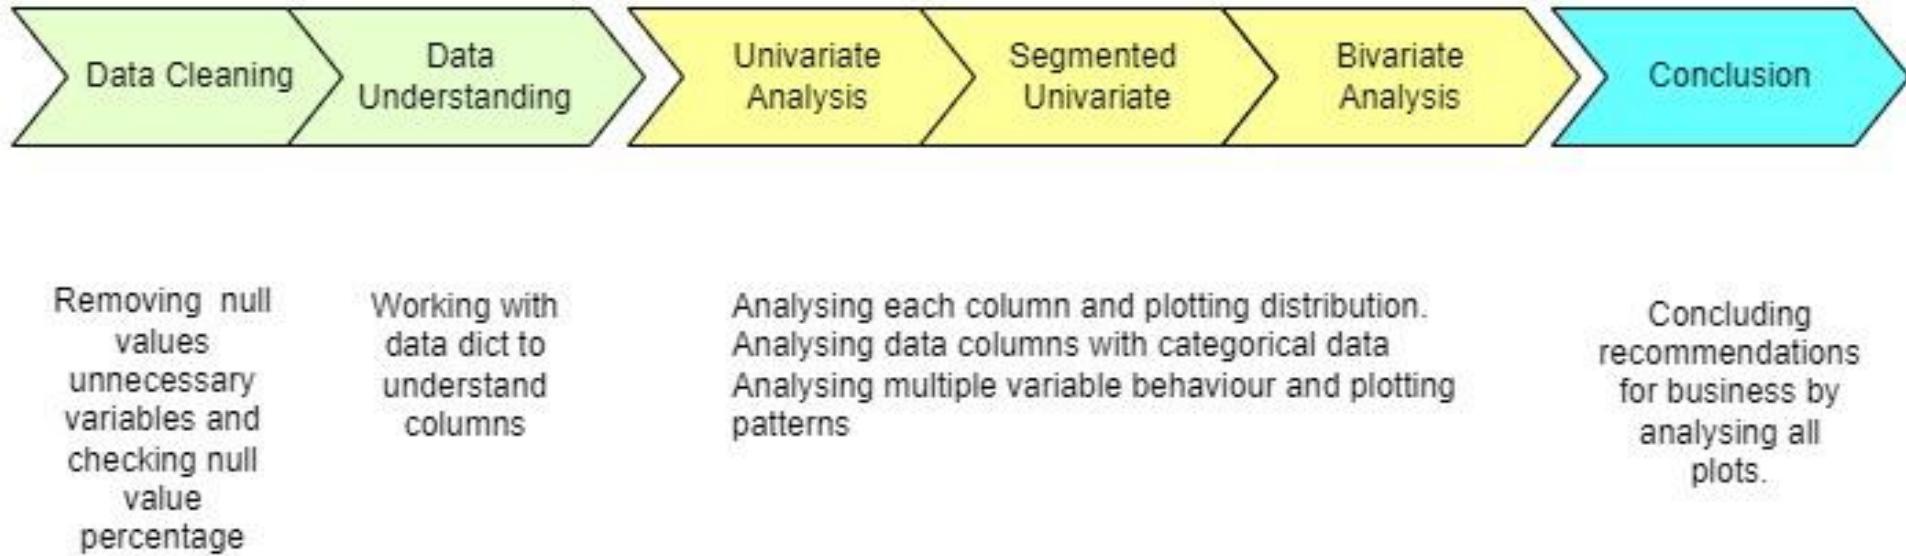 Data Cleaning
Data
Understanding
Univariate
Analysis
Segmented
Univariate
Bivariate
Analysis
Conclusion
Removing null
values
unnecessary
variables and
checking null
value
percentage
Working with
data dict to
understand
columns
Analysing each column and plotting distribution.
Analysing data columns with categorical data
Analysing multiple variable behaviour and plotting
patterns
Concluding
recommendations
for business by
analysing all
plots.